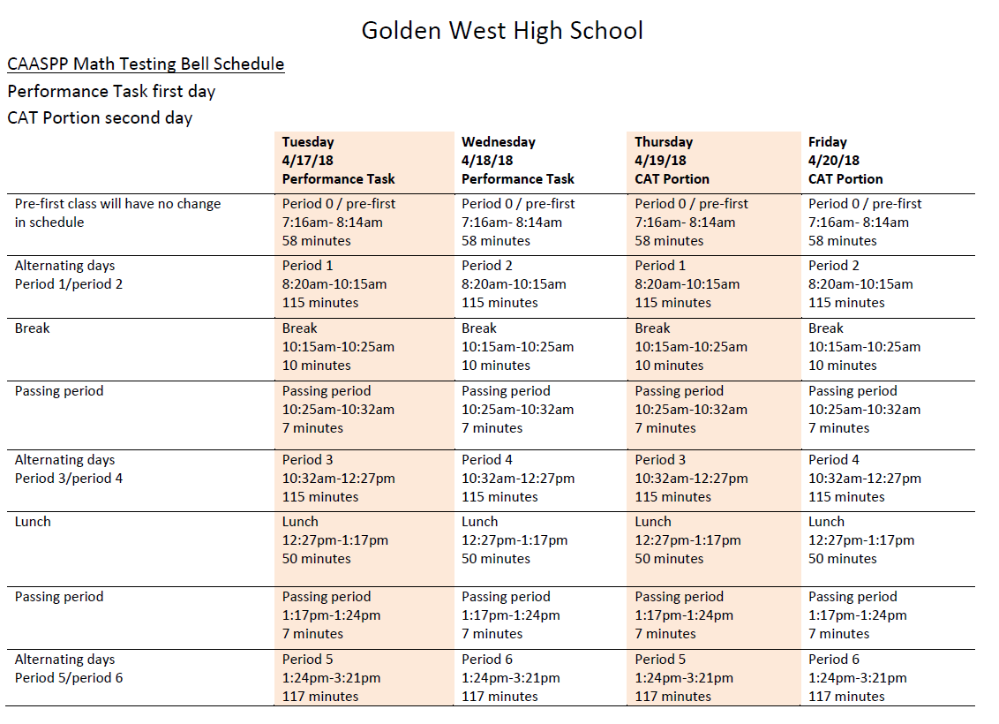 Golden West High School
CAASPP Math Testing Bell Schedule
Performance Task first day
CAT Portion second day
Tuesday Wednesday Thursday Friday
4/17/18 4/18/18 4/19/18 4/20/18
Performance Task Performance Task CAT Portion CAT Portion
Pre-first class will have no change Period 0 / pre-first Period 0 / pre-first Period 0 / pre-first Period 0 / pre-first
in schedule 7:16am- 8:14am 7:16am- 8:14am 7:16am- 8:14am 7:16am- 8:14am
58 minutes 58 minutes 58 minutes 58 minutes
Alternating days Period 1 Period 2 Period 1 Period 2
Period 1/period 2 8:20am-10:15am 8:20am-10:15am 8:20am-10:15am 8:20am-10:15am
115 minutes 115 minutes 115 minutes 115 minutes
Break Break Break Break Break
10:15am-10:25am 10:15am-10:25am 10:15am-10:25am 10:15am-10:25am
10 minutes 10 minutes 10 minutes 10 minutes
Passing period Passing period Passing period Passing period Passing period
10:25am-10:32am 10:25am-10:32am 10:25am-10:32am 10:25am-10:32am
7 minutes 7 minutes 7 minutes 7 minutes
Alternating days Period 3 Period 4 Period 3 Period 4
Period 3/period 4 10:32am-12:27pm 10:32am-12:27pm 10:32am-12:27pm 10:32am-12:27pm
115 minutes 115 minutes 115 minutes 115 minutes
Lunch Lunch Lunch Lunch Lunch
12:27pm-1:17pm 12:27pm-1:17pm 12:27pm-1:17pm 12:27pm-1:17pm
50 minutes 50 minutes 50 minutes 50 minutes
Passing period Passing period Passing period Passing period Passing period
1:17pm-1:24pm 1:17pm-1:24pm 1:17pm-1:24pm 1:17pm-1:24pm
7 minutes 7 minutes 7 minutes 7 minutes
Alternating days Period 5 Period 6 Period 5 Period 6
Period 5/period 6 1:24pm-3:21pm 1:24pm-3:21pm 1:24pm-3:21pm 1:24pm-3:21pm
117 minutes 117 minutes 117 minutes 117 minutes